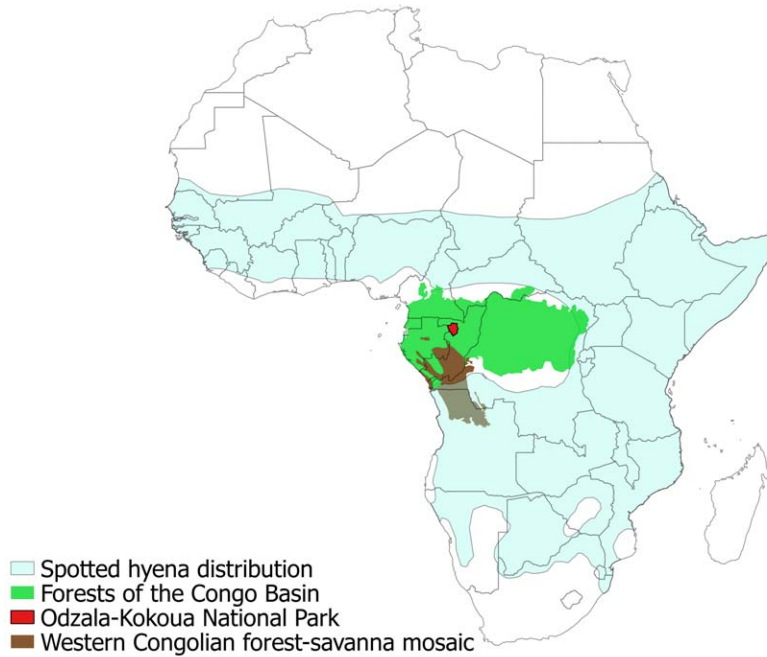 Spotted hyena distribution
Forests of the Congo Basin
Odzala-Kokoua National Park
Western Congolian forest-savanna mosaic